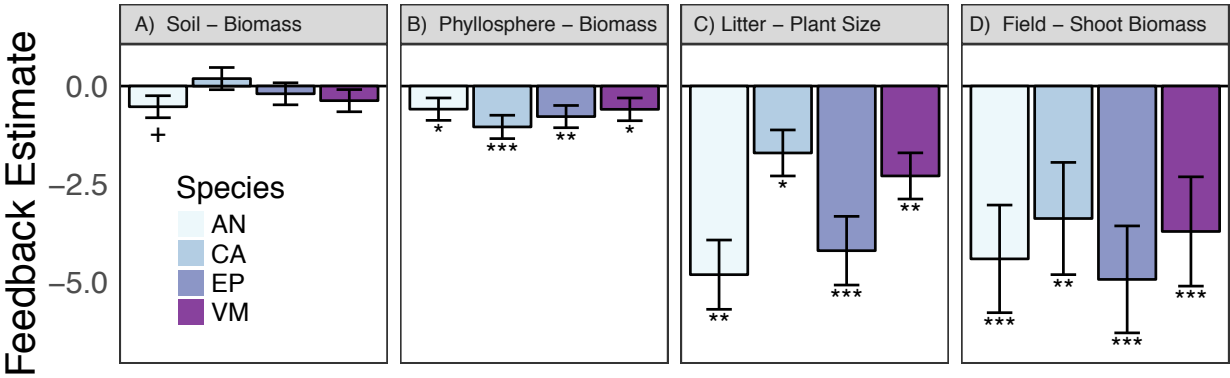 A) Soil – Biomass
B) Phyllosphere – Biomass
C) Litter – Plant Size
D) Field – Shoot Biomass
Feedback Estimate
0.0
−2.5
−5.0
+
* *** ** *
** * *** **
*** ** *** ***
Species
AN
CA
EP
VM